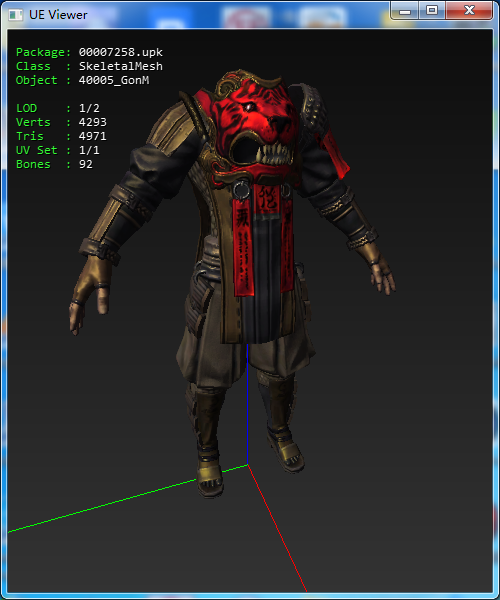 UE Viewer
Package: 00007258.upk
Class : SkeletalMesh
Object : 40005_GonM
LOD : 1/2
Verts : 4293
Tris : 4971
UV Set : 1/1
Bones : 92